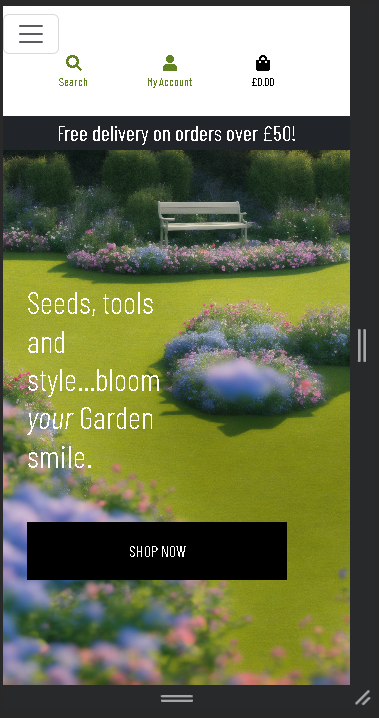 Search
My Account
£0.00
Free delivery on orders over £50!
Seeds, tools
and
style...bloom
your Garden
smile.
SHOP NOW